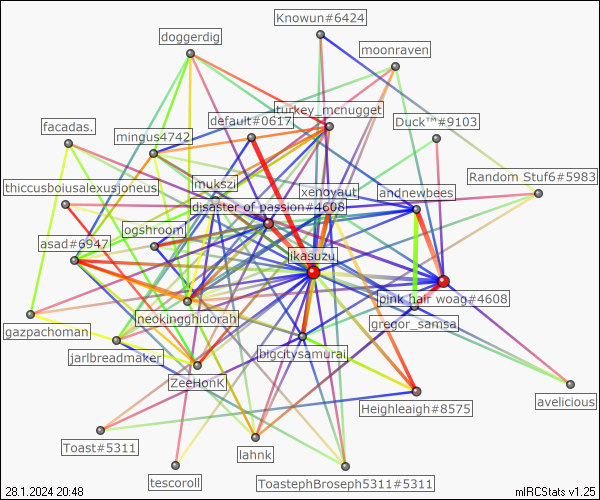 Knowun#6424
doggerdig
moonraven
turkey_mcnugget
default#0617
Duck™#9103
facadas.
mingus4742
Random Stuf6#5983
thiccusboiusalexusjoneus
mukszi
xenoyaut
andnewbees
disaster of passion#4608
ogshroom
asad#6947
ikasuzu
pink hair woag#4608
neokingghidorah
gregor_samsa
gazpachoman
jarlbreadmaker
bigcitysamurai
ZeeHonK
avelicious
Heighleagh#8575
Toast#5311
lahnk
tescoroll
ToastephBroseph5311#5311
28.1.2024 20:48
mIRCStats v1.25